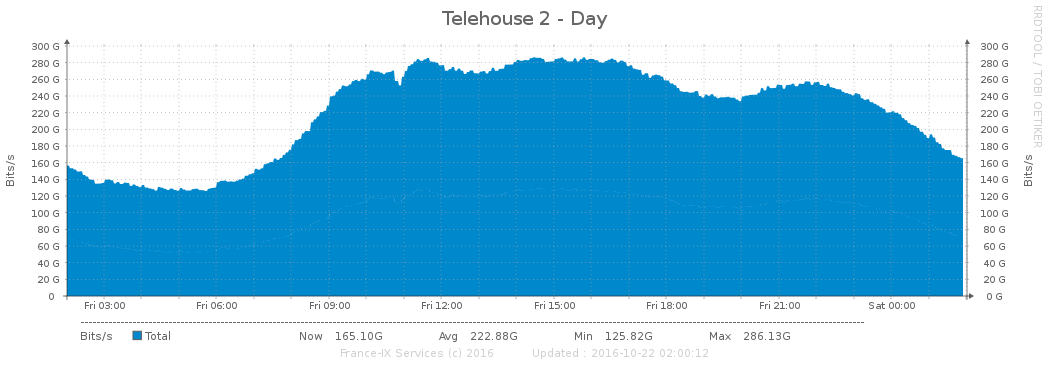 Telehouse 2 - Day
RRDTOOL / TOBI OETIKER
Bits/s
300 G
280 G
260 G
240 G
220 G
200 G
180 G
160 G
140 G
120 G
100 G
80 G
60 G
40 G
20 G
0
300 G
280 G
260 G
240 G
220 G
200 G
180 G
160 G
140 G
120 G
100 G
80 G
60 G
40 G
20 G
0 G
Bits/s
Fri 03:00 Fri 06:00 Fri 09:00 Fri 12:00 Fri 15:00 Fri 18:00 Fri 21:00 Sat 00:00
Bits/s Total Now 165.10G Avg 222.88G Min 125.82G Max 286.13G
France-IX Services (c) 2016 Updated : 2016-10-22 02:00:12